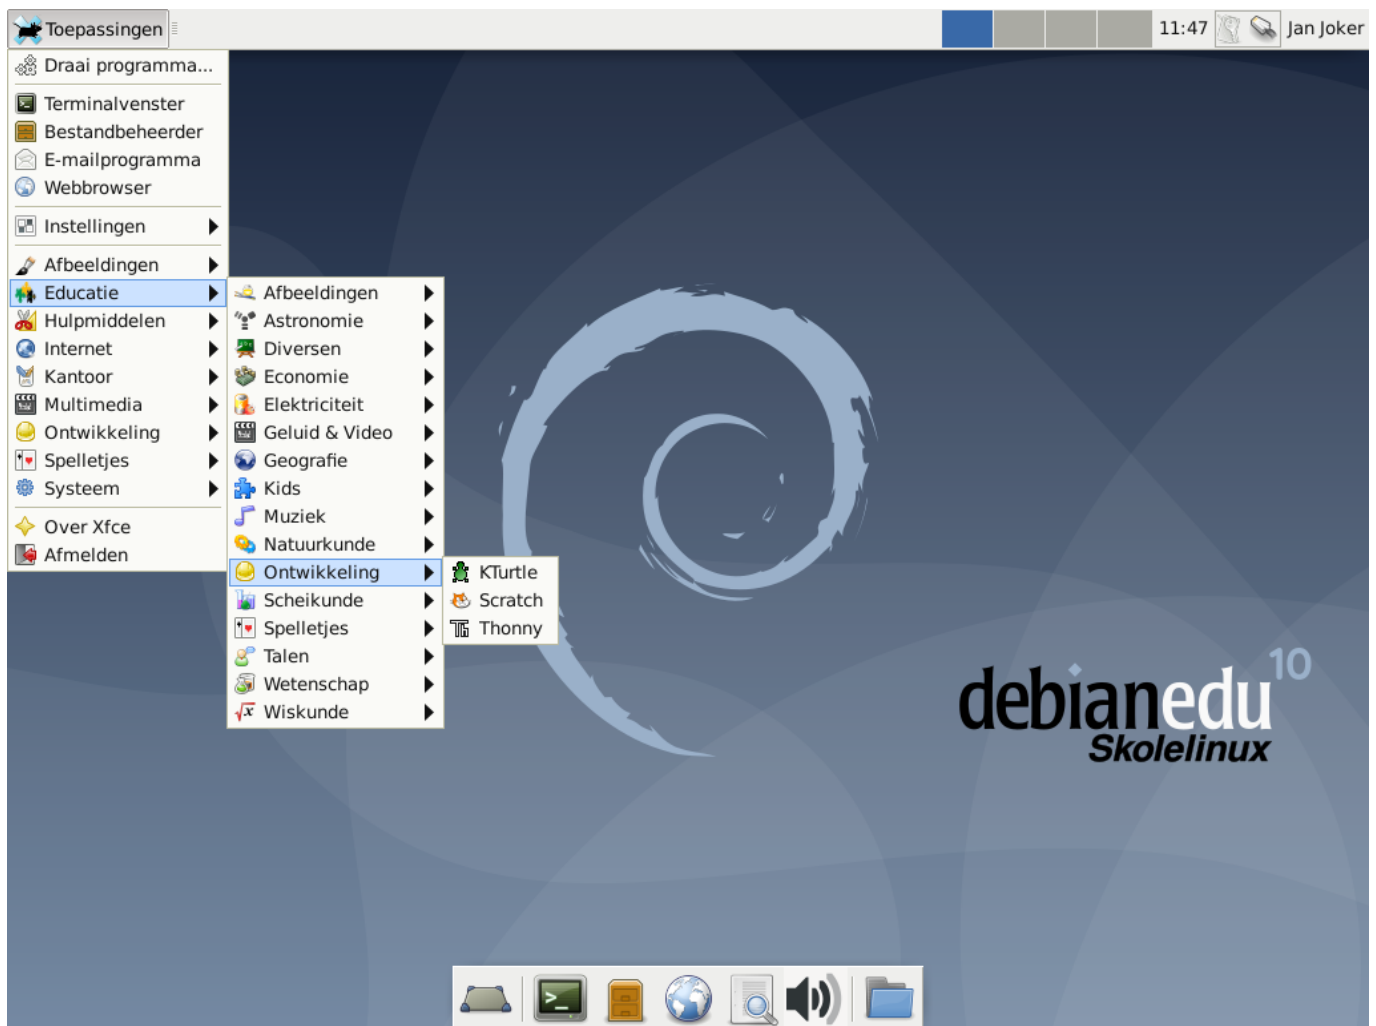 Toepassingen
11:47
Jan Joker
Draai programma...
Terminalvenster
Bestandbeheerder
E-mailprogramma
Webbrowser
Instellingen
Afbeeldingen
Educatie
Hulpmiddelen
Internet
Kantoor
Multimedia
Ontwikkeling
Spelletjes
Systeem
Over Xfce
Afmelden
Afbeeldingen
Astronomie
Diversen
Economie
Elektriciteit
Geluid & Video
Geografie
Kids
Muziek
Natuurkunde
Ontwikkeling
Scheikunde
Spelletjes
Talen
Wetenschap
Wiskunde
KTurtle
Scratch
Thonny
debianedu 10
Skolelinux